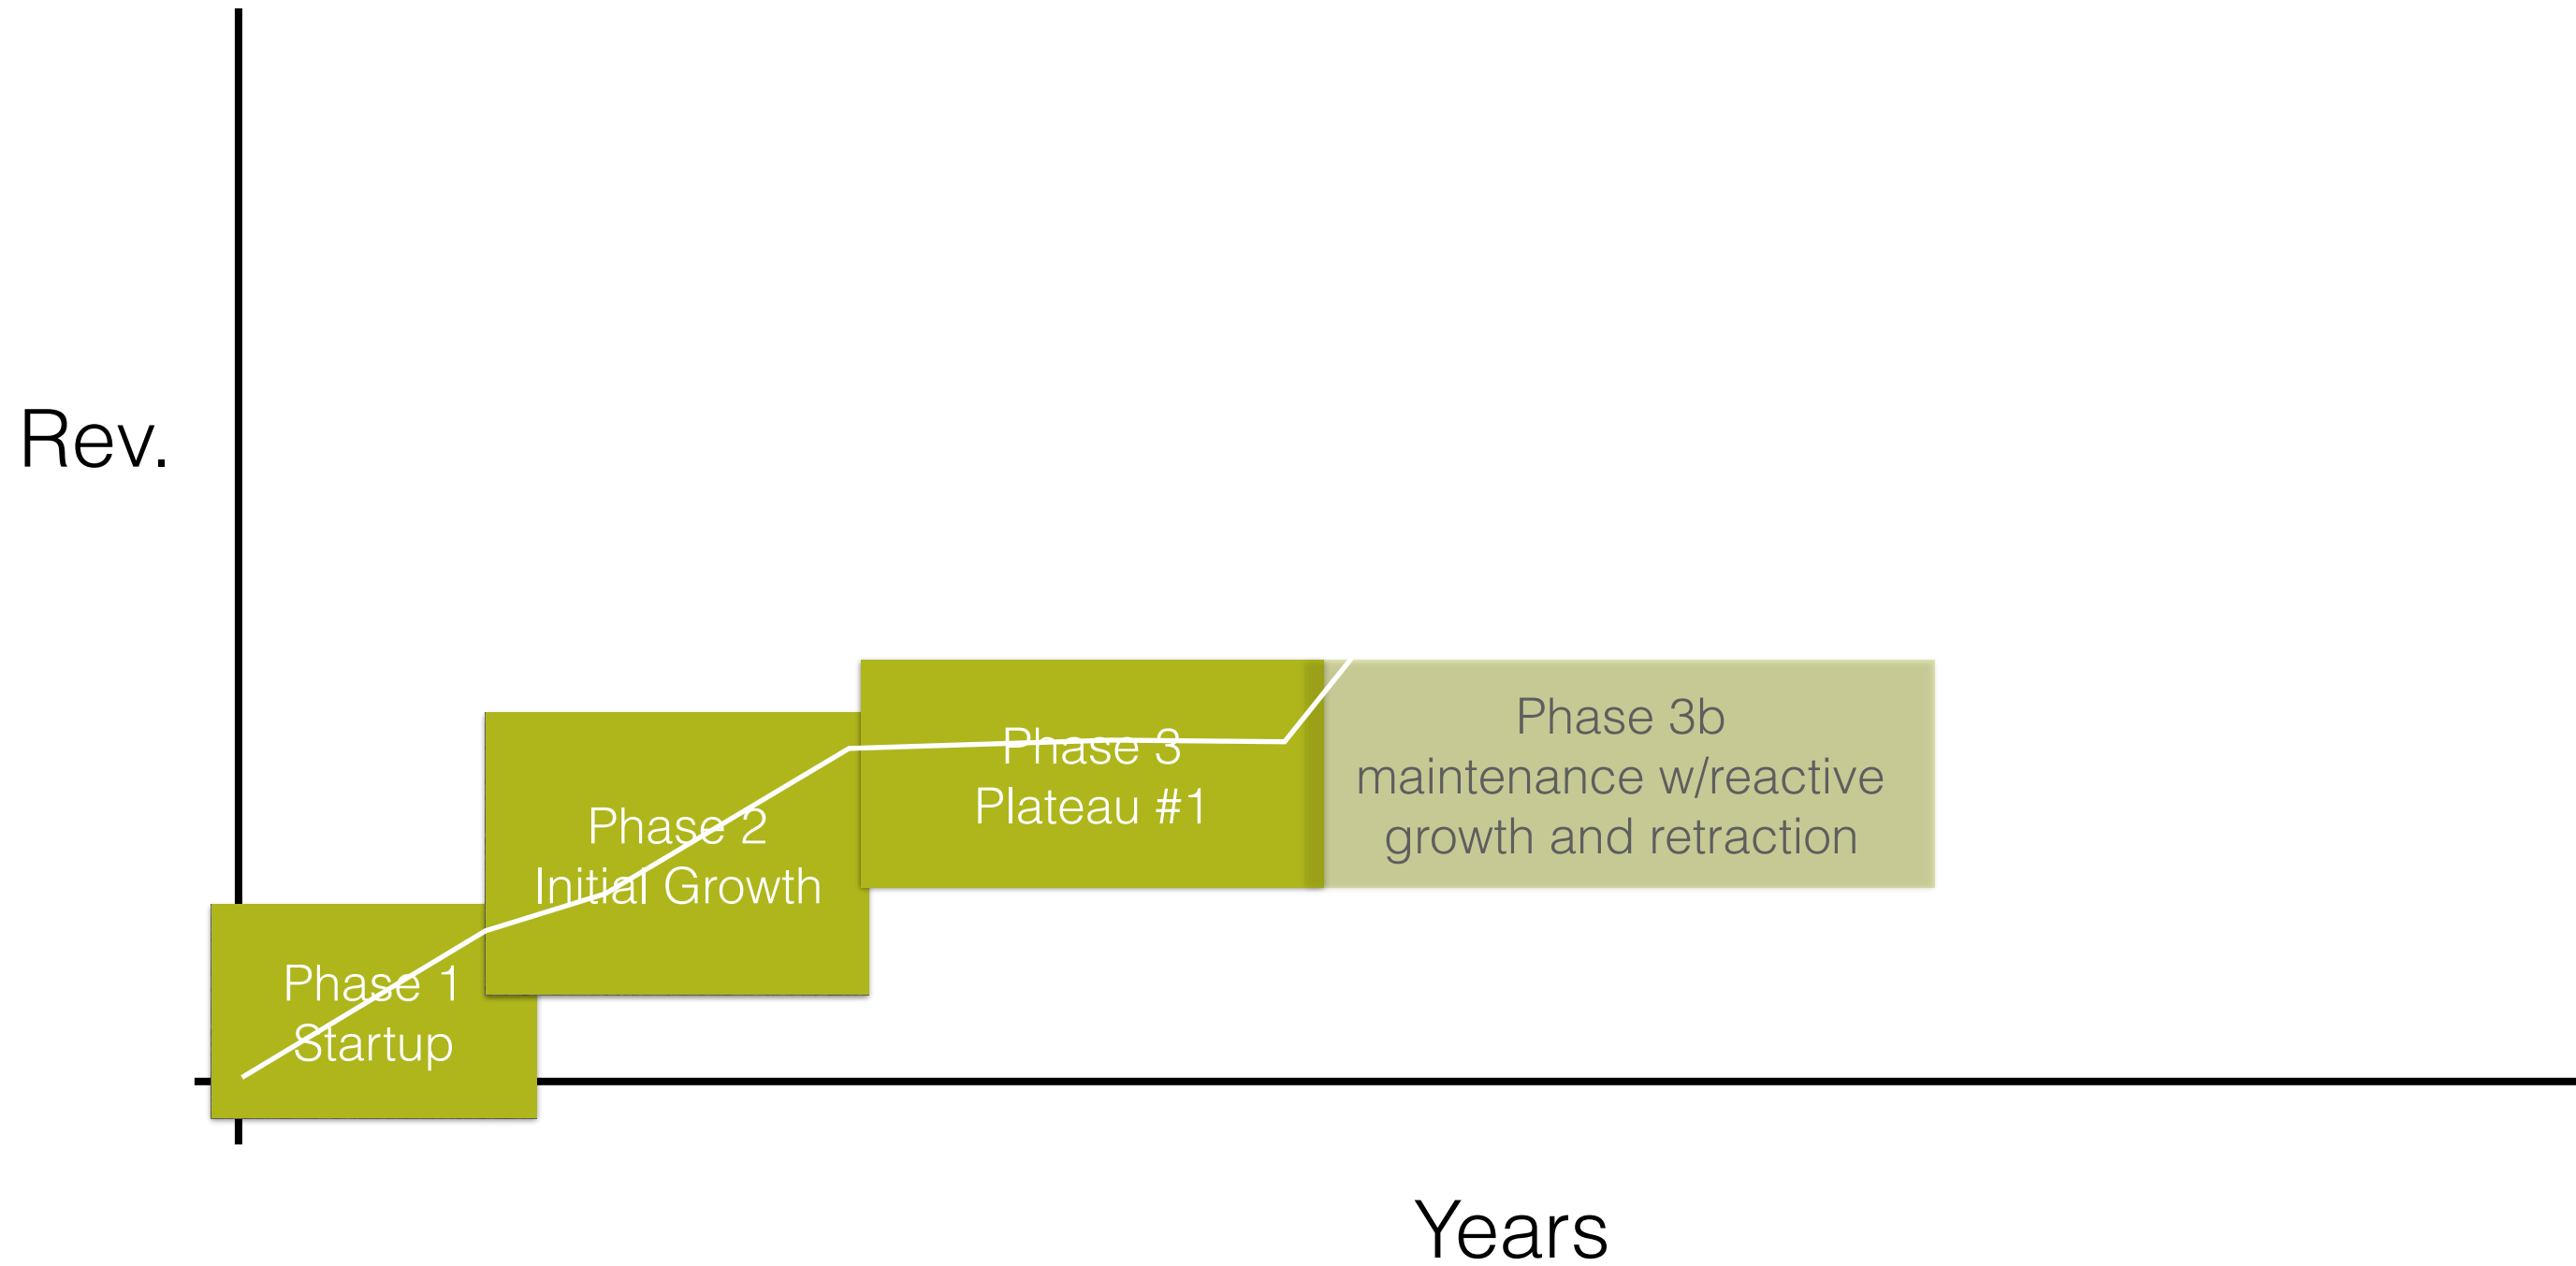 Rev.
Phase 1
Startup
Phase 2
Initial Growth
Phase 3
Plateau #1
Phase 3b
maintenance w/reactive
growth and retraction
Years